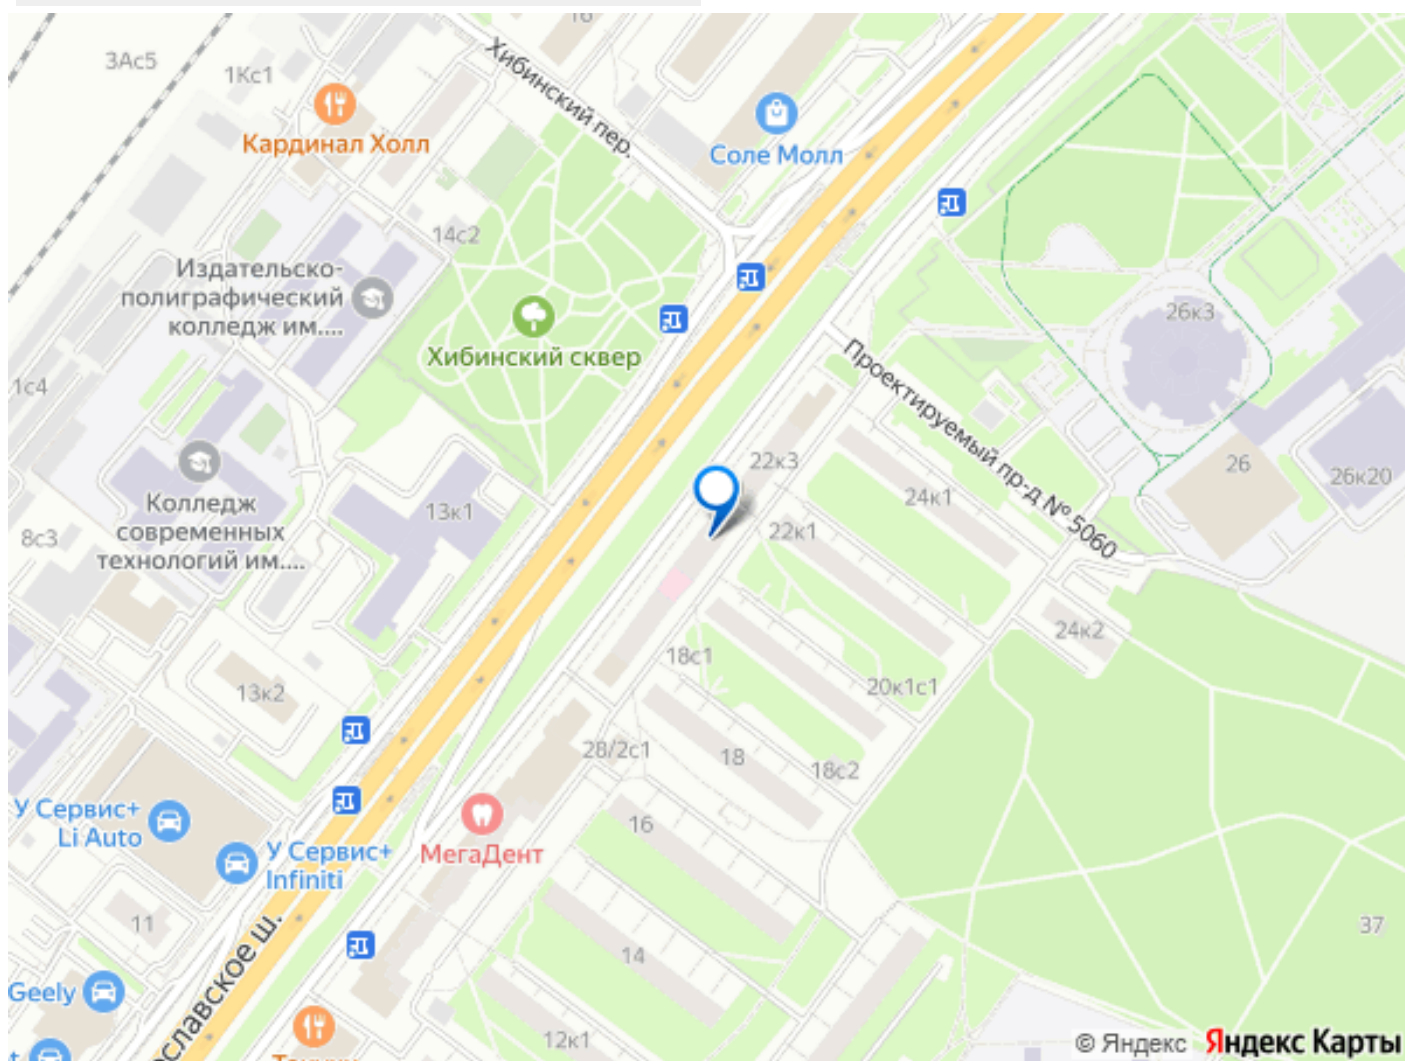 3Ас5
1Кс1
Кардинал Холл
Хибинский пер.
Соле Молл
14с2
Издательско-
полиграфический
колледж им....
Хибинский сквер
26к3
1с4
Проектируемый пр-д № 5060
22к3
24к1
26
26к20
Колледж
современных
технологий им....
13к1
8с3
22к1
24к2
18с1
20к1с1
13к2
28/2с1
18
18с2
У Сервис+
Li Auto
У Сервис+
Infiniti
МегаДент
16
11
14
37
Geely
ославское ш.
12к1
© Яндекс Яндекс Карты